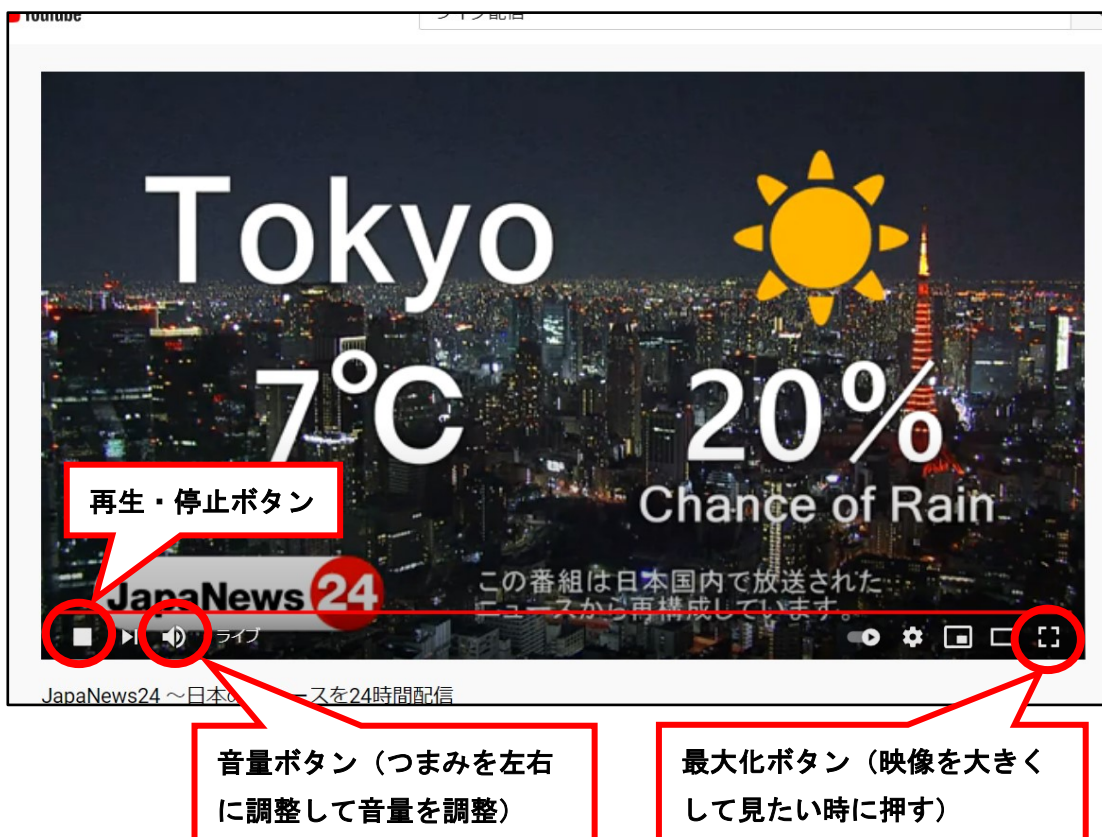 YouTube
ライブ配信
Tokyo
7℃
20%
Chance of Rain
再生・停止ボタン
JapaNews 24
この番組は日本国内で放送された
ニュースから再構成しています。
ライブ
JapaNews24 ～日本の
ースを24時間配信
音量ボタン（つまみを左右
に調整して音量を調整）
最大化ボタン（映像を大きく
して見たい時に押す）